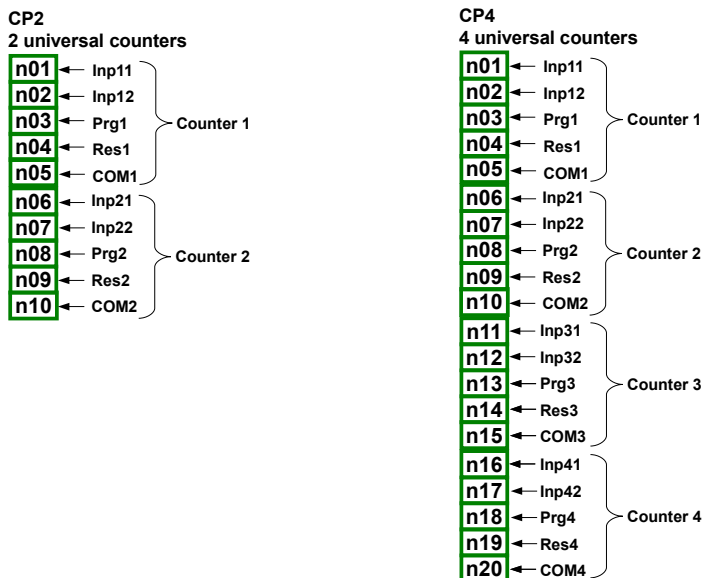 CP2
2 universal counters
n01 Inp11
n02 Inp12
n03 Prg1
n04 Res1
n05 COM1
Counter 1
n06 Inp21
n07 Inp22
n08 Prg2
n09 Res2
n10 COM2
Counter 2
CP4
4 universal counters
n01 Inp11
n02 Inp12
n03 Prg1
n04 Res1
n05 COM1
Counter 1
n06 Inp21
n07 Inp22
n08 Prg2
n09 Res2
n10 COM2
Counter 2
n11 Inp31
n12 Inp32
n13 Prg3
n14 Res3
n15 COM3
Counter 3
n16 Inp41
n17 Inp42
n18 Prg4
n19 Res4
n20 COM4
Counter 4